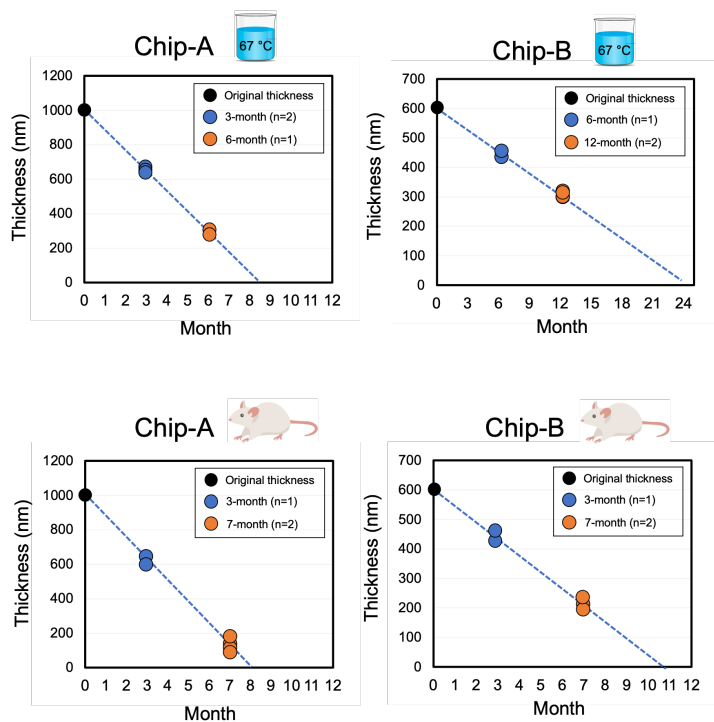 Chip-A
67 °C
Thickness (nm)
1200
1000
800
600
400
200
0
Original thickness
3-month (n=2)
6-month (n=1)
0 1 2 3 4 5 6 7 8 9 10 11 12
Month
Chip-B
67 °C
Thickness (nm)
700
600
500
400
300
200
100
0
Original thickness
6-month (n=1)
12-month (n=2)
0 3 6 9 12 15 18 21 24
Month
Chip-A
Thickness (nm)
1200
1000
800
600
400
200
0
Original thickness
3-month (n=1)
7-month (n=2)
0 1 2 3 4 5 6 7 8 9 10 11 12
Month
Chip-B
Thickness (nm)
700
600
500
400
300
200
100
0
Original thickness
3-month (n=1)
7-month (n=2)
0 1 2 3 4 5 6 7 8 9 10 11 12
Month